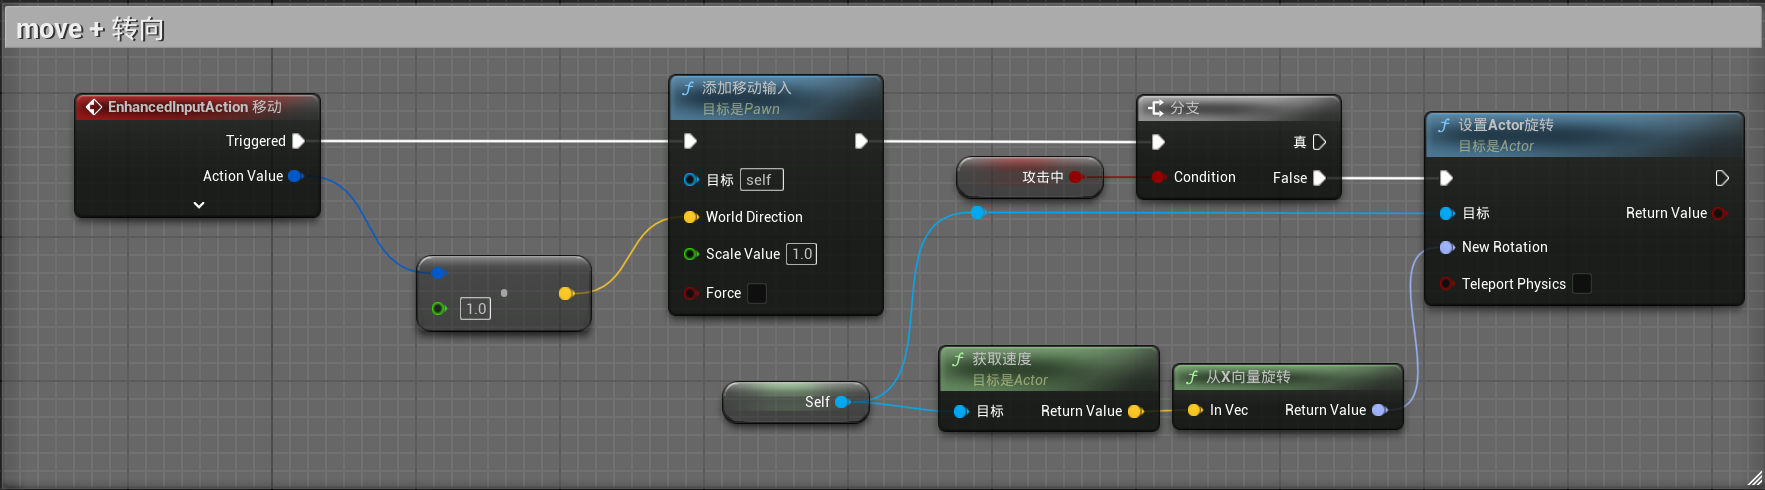 move + 转向
EnhancedInputAction 移动
Triggered
Action Value
1.0
添加移动输入
目标是Pawn
目标 self
World Direction
Scale Value 1.0
Force
攻击中
分支
真
Condition False
设置Actor旋转
目标是Actor
目标 Return Value
New Rotation
Teleport Physics
Self
获取速度
目标是Actor
目标 Return Value
从X向量旋转
In Vec Return Value